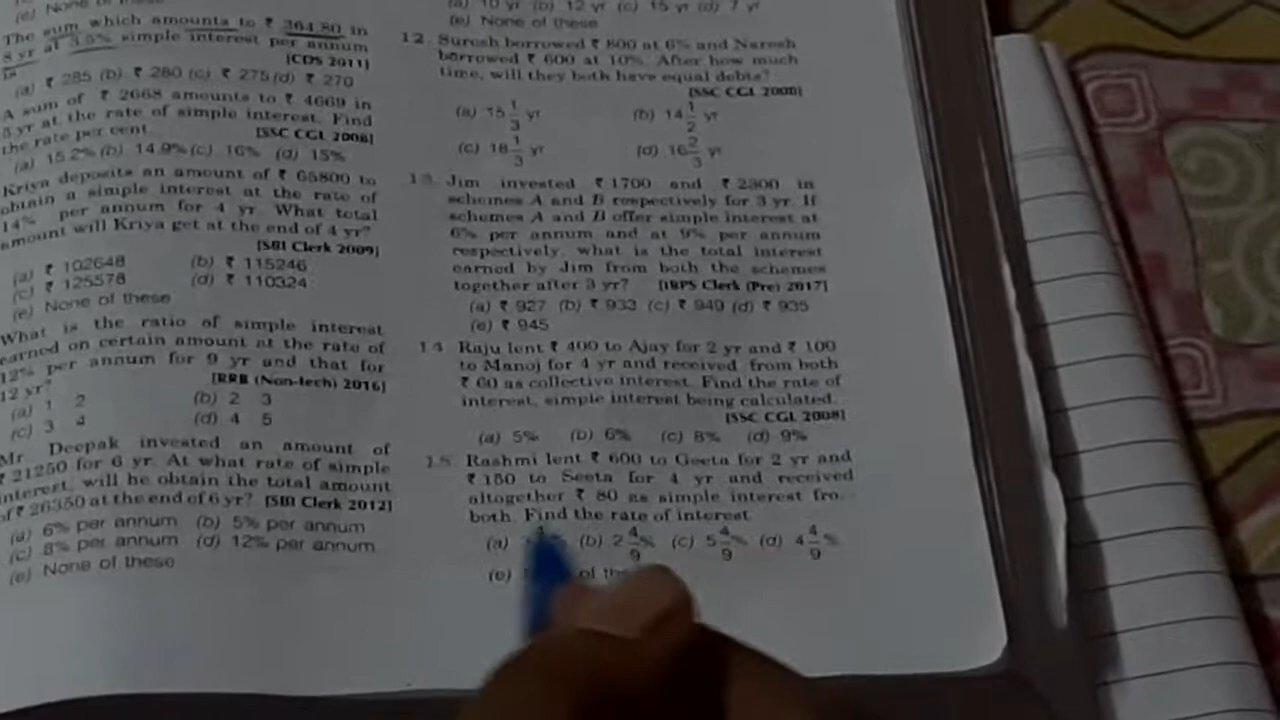 (e) None of these
The sum which amounts to ₹ 364.80 in
8 yr at 3.5% simple interest per annum
is
[CDS 2011]
(a) ₹ 285 (b) ₹ 280 (c) ₹ 275 (d) ₹ 270
A sum of ₹ 2668 amounts to ₹ 4669 in
5 yr at the rate of simple interest. Find
the rate per cent.
[SSC CGL 2008]
(a) 15.2% (b) 14.9% (c) 16% (d) 15%
Kriya deposits an amount of ₹ 65800 to
obtain a simple interest at the rate of
14% per annum for 4 yr. What total
amount will Kriya get at the end of 4 yr?
[SBI Clerk 2009]
(a) ₹ 102648 (b) ₹ 115246
(c) ₹ 125578 (d) ₹ 110324
(e) None of these
What is the ratio of simple interest
earned on certain amount at the rate of
12% per annum for 9 yr and that for
12 yr?
[RRB (Non-tech) 2016]
(a) 1 2 (b) 2 3
(c) 3 4 (d) 4 5
Mr Deepak invested an amount of
₹ 21250 for 6 yr. At what rate of simple
interest, will he obtain the total amount
of ₹ 26350 at the end of 6 yr? [SBI Clerk 2012]
(a) 6% per annum (b) 5% per annum
(c) 8% per annum (d) 12% per annum
(e) None of these
(a) 10 yr (b) 12 yr (c) 15 yr (d) 7 yr
(e) None of these
12. Suresh borrowed ₹ 800 at 6% and Naresh
borrowed ₹ 600 at 10%. After how much
time, will they both have equal debts?
[SSC CGL 2008]
(a) 15 1/3 yr (b) 14 1/2 yr
(c) 18 1/3 yr (d) 16 2/3 yr
13. Jim invested ₹ 1700 and ₹ 2300 in
schemes A and B respectively for 3 yr. If
schemes A and B offer simple interest at
6% per annum and at 9% per annum
respectively, what is the total interest
earned by Jim from both the schemes
together after 3 yr? [IBPS Clerk (Pre) 2017]
(a) ₹ 927 (b) ₹ 933 (c) ₹ 949 (d) ₹ 935
(e) ₹ 945
14. Raju lent ₹ 400 to Ajay for 2 yr and ₹ 100
to Manoj for 4 yr and received from both
₹ 60 as collective interest. Find the rate of
interest, simple interest being calculated.
[SSC CGL 2008]
(a) 5% (b) 6% (c) 8% (d) 9%
15. Rashmi lent ₹ 600 to Geeta for 2 yr and
₹ 150 to Seeta for 4 yr and received
altogether ₹ 80 as simple interest fro
both. Find the rate of interest
(a) (b) 2 4/9 % (c) 5 4/9 % (d) 4 4/9 %
(e) of the